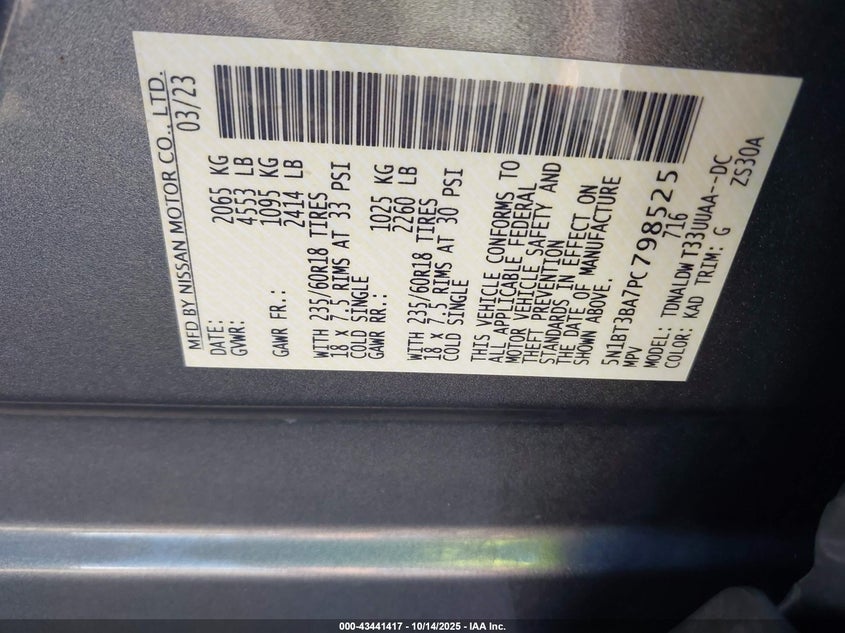 MFD BY NISSAN MOTOR CO., LTD.
DATE: 03/23
GVWR: 2065 KG
4553 LB
GAWR FR.: 1095 KG
2414 LB
WITH 235/60R18 TIRES
18 X 7.5 RIMS AT 33 PSI
COLD SINGLE
GAWR RR.: 1025 KG
2260 LB
WITH 235/60R18 TIRES
18 X 7.5 RIMS AT 30 PSI
COLD SINGLE
THIS VEHICLE CONFORMS TO
ALL APPLICABLE FEDERAL
MOTOR VEHICLE SAFETY AND
THEFT PREVENTION
STANDARDS IN EFFECT ON
THE DATE OF MANUFACTURE
SHOWN ABOVE.
5N1BT3BA7PC798525
MPV 716
MODEL: TDNALDWT33UUAA--DC
COLOR: KAD TRIM: G ZS30A
000-43441417 - 10/14/2025 - IAA Inc.